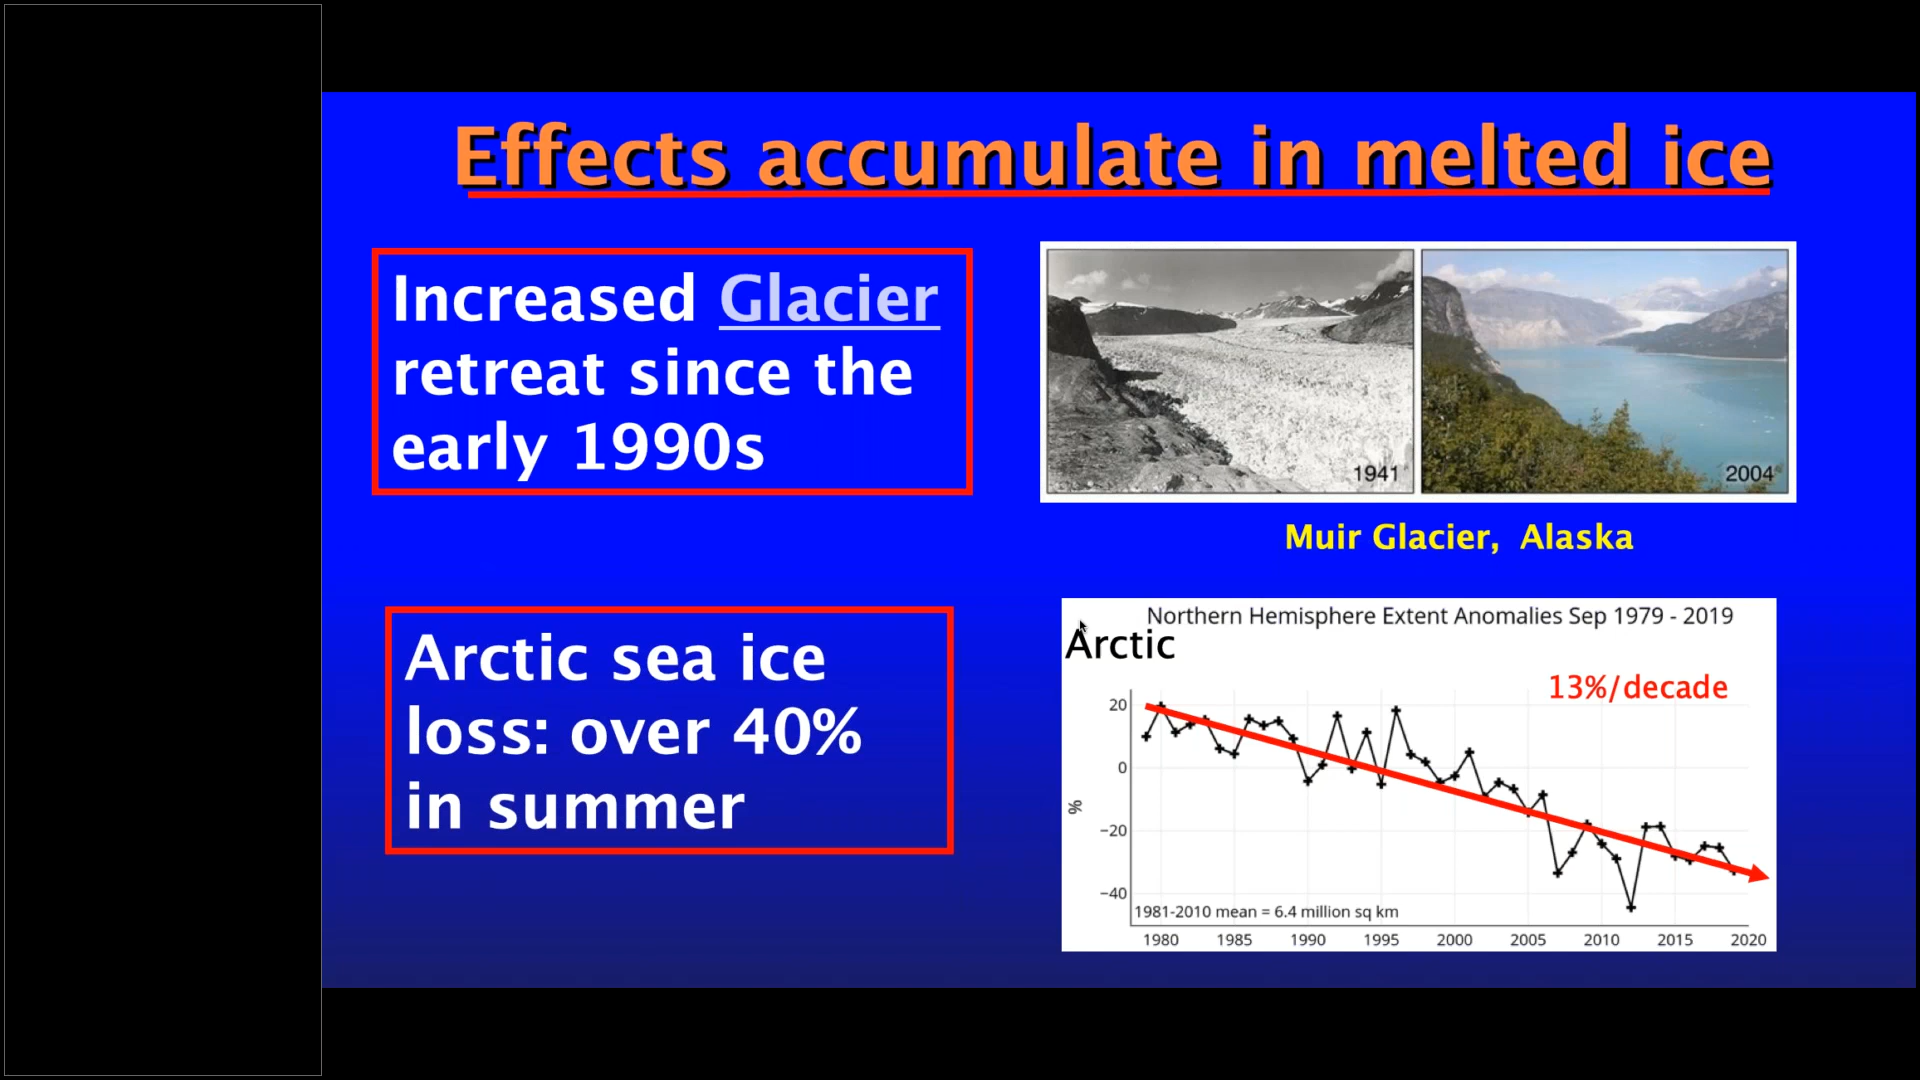 Effects accumulate in melted ice
Increased Glacier
retreat since the
early 1990s
1941
2004
Muir Glacier, Alaska
Arctic sea ice
loss: over 40%
in summer
Northern Hemisphere Extent Anomalies Sep 1979 - 2019
Arctic
13%/decade
20
0
−20
−40
%
1981-2010 mean = 6.4 million sq km
1980 1985 1990 1995 2000 2005 2010 2015 2020